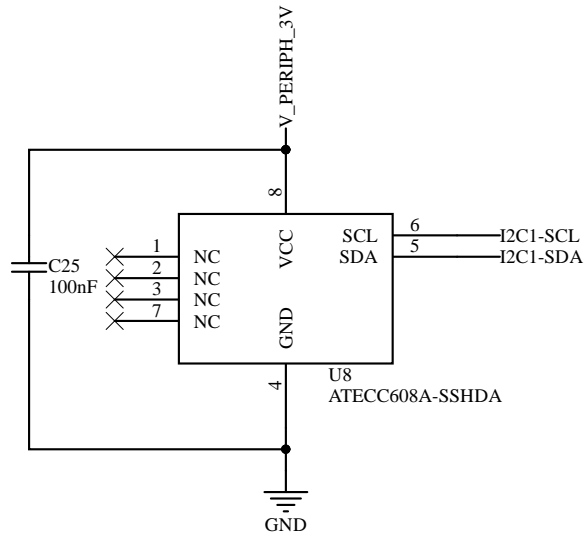 V_PERIPH_3V
8
VCC
1 NC
2 NC
3 NC
7 NC
SCL 6 I2C1-SCL
SDA 5 I2C1-SDA
C25
100nF
GND
4
U8
ATECC608A-SSHDA
GND